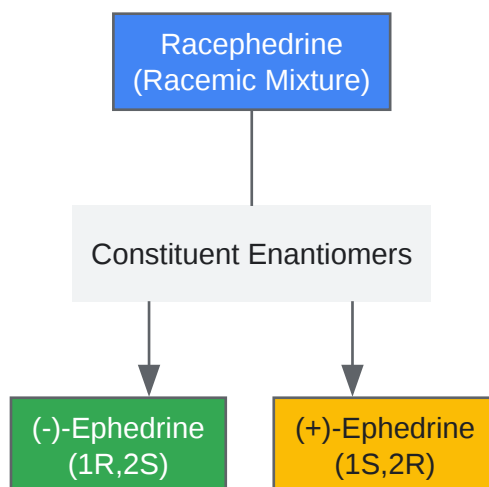 Racephedrine
(Racemic Mixture)
Constituent Enantiomers
(-)-Ephedrine
(1R,2S)
(+)-Ephedrine
(1S,2R)